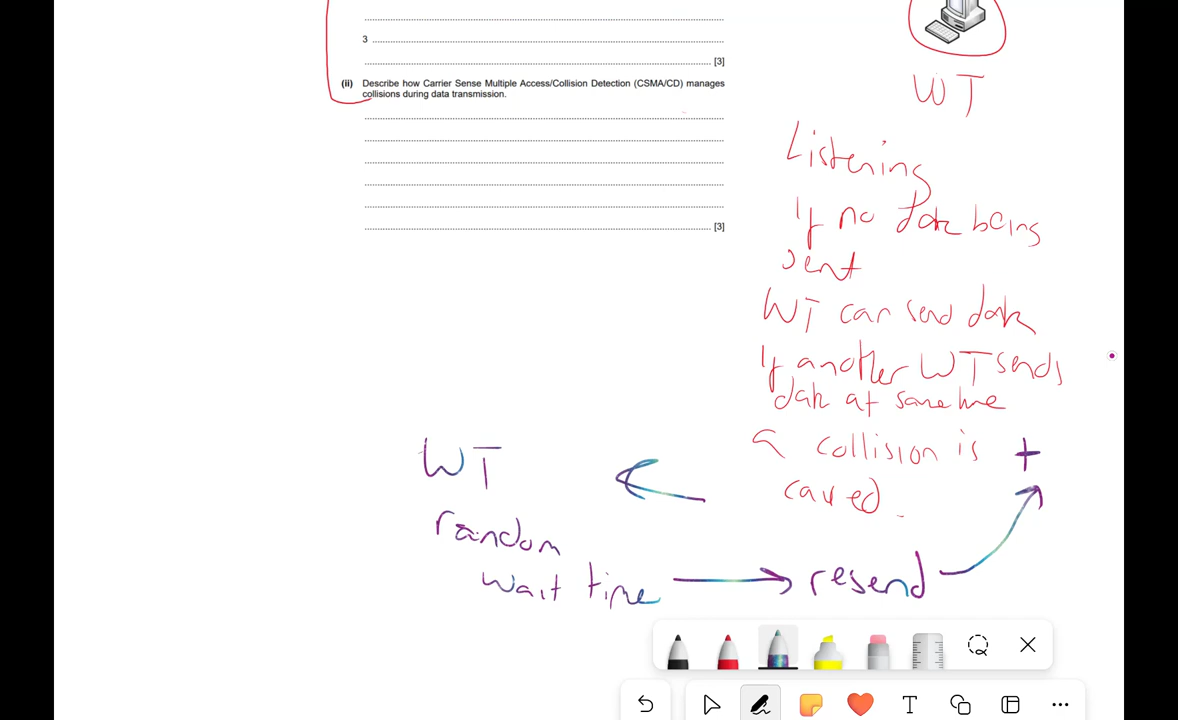 3
[3]
(ii) Describe how Carrier Sense Multiple Access/Collision Detection (CSMA/CD) manages
collisions during data transmission.
[3]
WT
Listening
If no data being
sent
WT can send data
If another WT sends
data at same time
a collision is +
caused
WT
random
wait time
resend
T